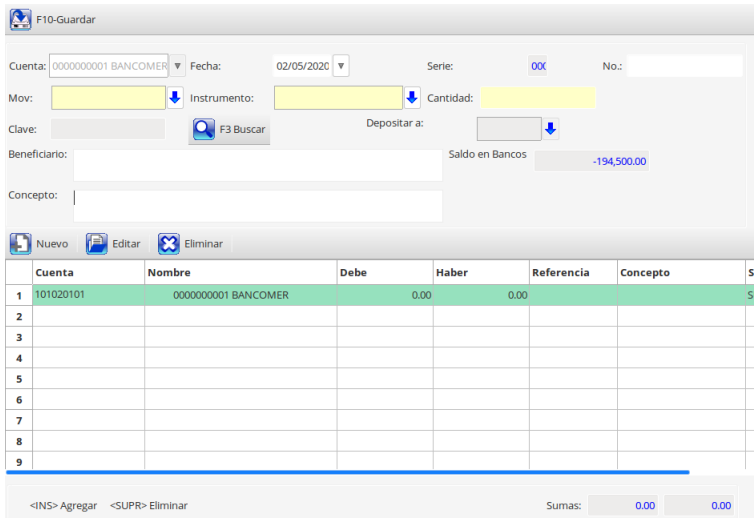 F10-Guardar
Cuenta: 0000000001 BANCOMER Fecha: 02/05/2020 Serie: 000 No.:
Mov: Instrumento: Cantidad:
Clave: F3 Buscar Depositar a:
Beneficiario: Saldo en Bancos -194,500.00
Concepto:
Nuevo Editar Eliminar
Cuenta Nombre Debe Haber Referencia Concepto S
1 101020101 0000000001 BANCOMER 0.00 0.00 S
2
3
4
5
6
7
8
9
<INS> Agregar <SUPR> Eliminar Sumas: 0.00 0.00